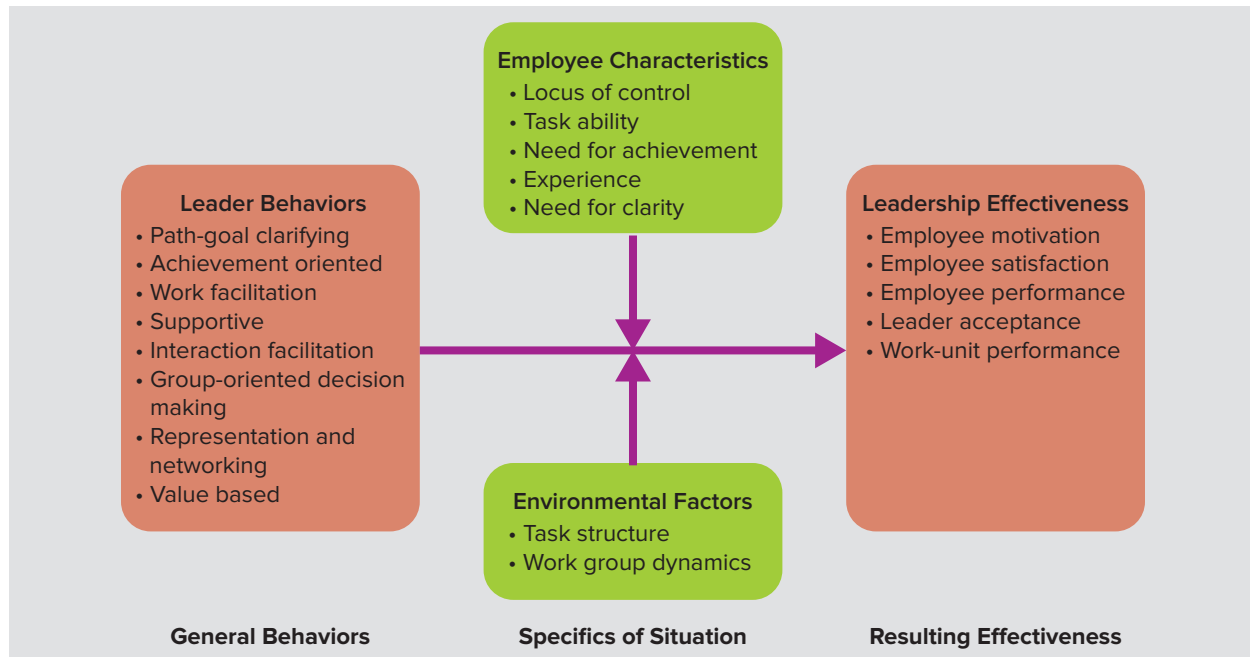 Employee Characteristics
• Locus of control
• Task ability
• Need for achievement
• Experience
• Need for clarity
Leader Behaviors
• Path-goal clarifying
• Achievement oriented
• Work facilitation
• Supportive
• Interaction facilitation
• Group-oriented decision
making
• Representation and
networking
• Value based
Leadership Effectiveness
• Employee motivation
• Employee satisfaction
• Employee performance
• Leader acceptance
• Work-unit performance
Environmental Factors
• Task structure
• Work group dynamics
General Behaviors
Specifics of Situation
Resulting Effectiveness